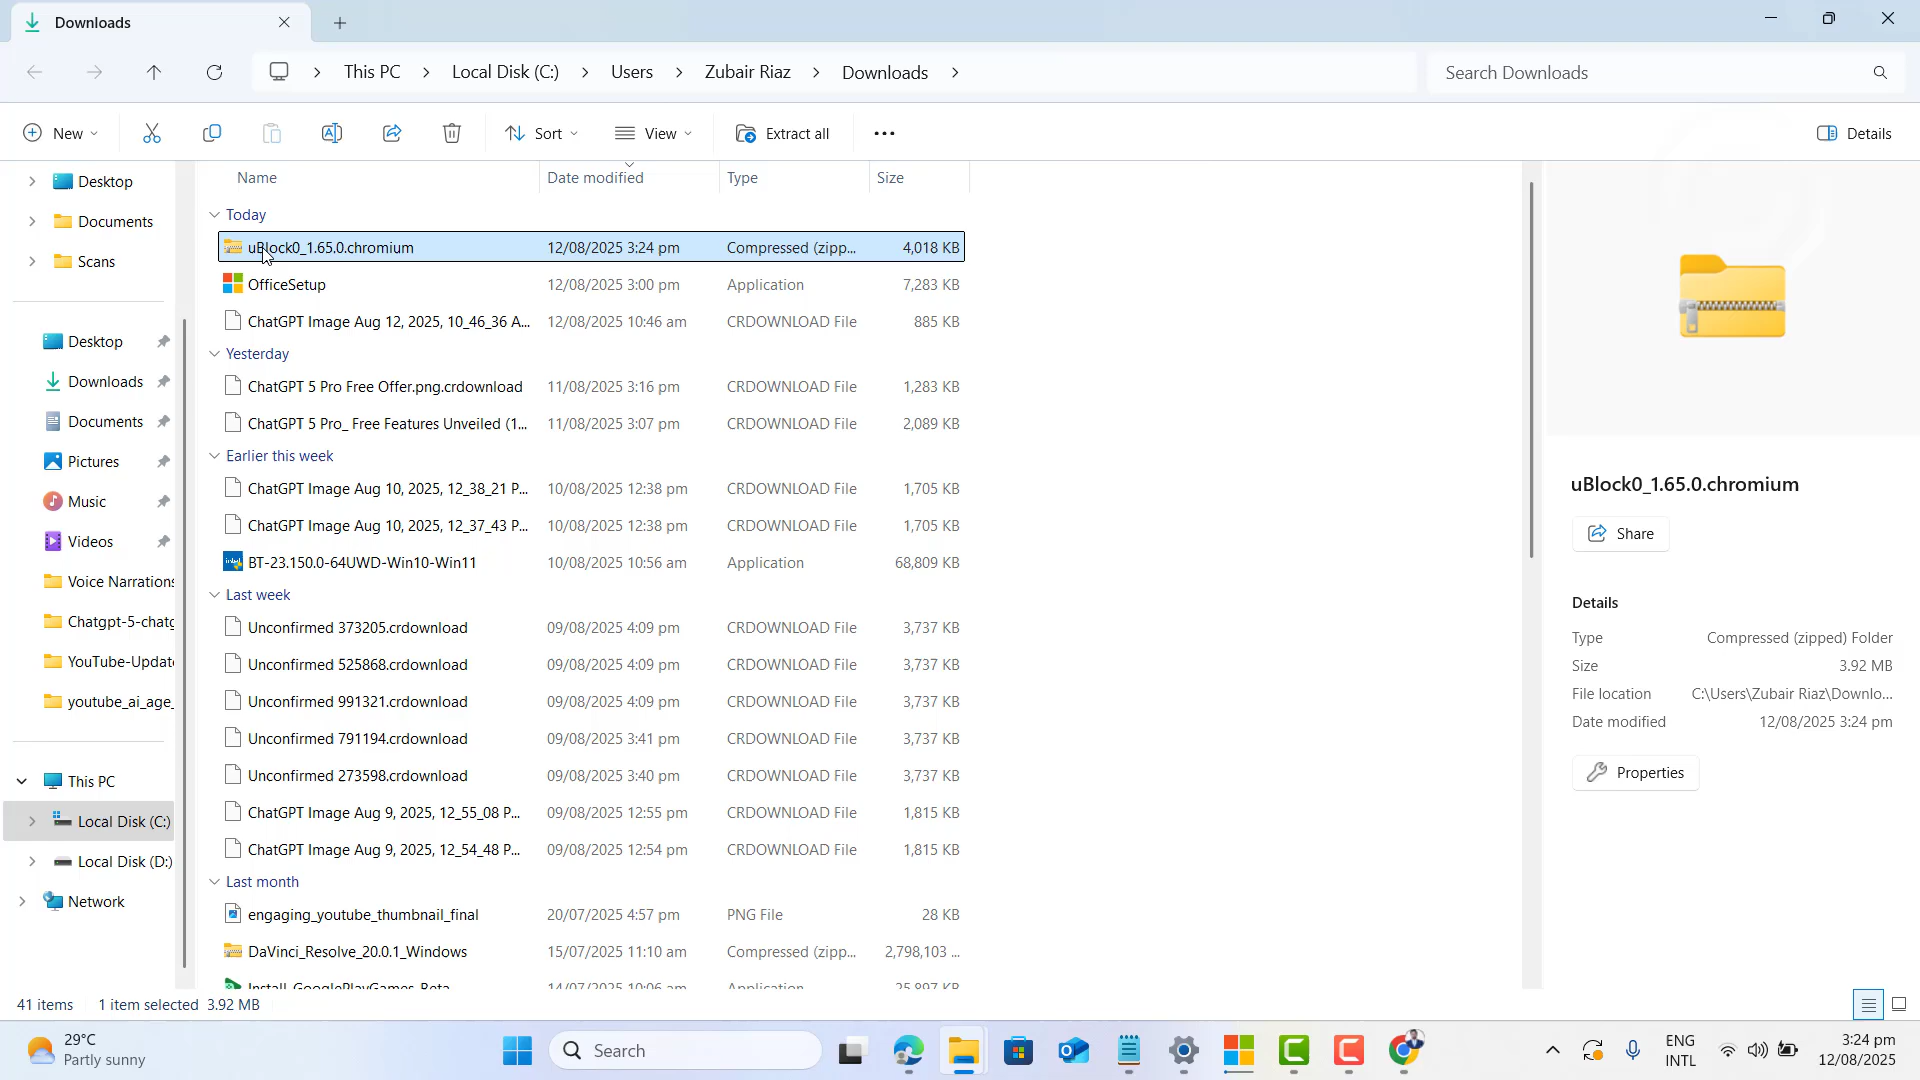 Downloads
This PC Local Disk (C:) Users Zubair Riaz Downloads
Search Downloads
New
Sort
View
Extract all
Details
Desktop
Documents
Scans
Desktop
Downloads
Documents
Pictures
Music
Videos
Voice Narrations
Chatgpt-5-chatg
YouTube-Update
youtube_ai_age_
This PC
Local Disk (C:)
Local Disk (D:)
Network
Name Date modified Type Size
Today
uBlock0_1.65.0.chromium 12/08/2025 3:24 pm Compressed (zipp... 4,018 KB
OfficeSetup 12/08/2025 3:00 pm Application 7,283 KB
ChatGPT Image Aug 12, 2025, 10_46_36 A... 12/08/2025 10:46 am CRDOWNLOAD File 885 KB
Yesterday
ChatGPT 5 Pro Free Offer.png.crdownload 11/08/2025 3:16 pm CRDOWNLOAD File 1,283 KB
ChatGPT 5 Pro_ Free Features Unveiled (1... 11/08/2025 3:07 pm CRDOWNLOAD File 2,089 KB
Earlier this week
ChatGPT Image Aug 10, 2025, 12_38_21 P... 10/08/2025 12:38 pm CRDOWNLOAD File 1,705 KB
ChatGPT Image Aug 10, 2025, 12_37_43 P... 10/08/2025 12:38 pm CRDOWNLOAD File 1,705 KB
BT-23.150.0-64UWD-Win10-Win11 10/08/2025 10:56 am Application 68,809 KB
Last week
Unconfirmed 373205.crdownload 09/08/2025 4:09 pm CRDOWNLOAD File 3,737 KB
Unconfirmed 525868.crdownload 09/08/2025 4:09 pm CRDOWNLOAD File 3,737 KB
Unconfirmed 991321.crdownload 09/08/2025 4:09 pm CRDOWNLOAD File 3,737 KB
Unconfirmed 791194.crdownload 09/08/2025 3:41 pm CRDOWNLOAD File 3,737 KB
Unconfirmed 273598.crdownload 09/08/2025 3:40 pm CRDOWNLOAD File 3,737 KB
ChatGPT Image Aug 9, 2025, 12_55_08 P... 09/08/2025 12:55 pm CRDOWNLOAD File 1,815 KB
ChatGPT Image Aug 9, 2025, 12_54_48 P... 09/08/2025 12:54 pm CRDOWNLOAD File 1,815 KB
Last month
engaging_youtube_thumbnail_final 20/07/2025 4:57 pm PNG File 28 KB
DaVinci_Resolve_20.0.1_Windows 15/07/2025 11:10 am Compressed (zipp... 2,798,103 ...
Install_GooglePlayGames_Beta 14/07/2025 10:06 am Application 25,897 KB
uBlock0_1.65.0.chromium
Share
Details
Type Compressed (zipped) Folder
Size 3.92 MB
File location C:\Users\Zubair Riaz\Downlo...
Date modified 12/08/2025 3:24 pm
Properties
41 items 1 item selected 3.92 MB
29°C
Partly sunny
Search
ENG
INTL
3:24 pm
12/08/2025